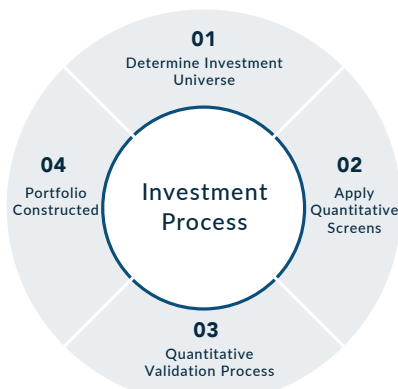 01
Determine Investment
Universe
04
Portfolio
Constructed
Investment
Process
02
Apply
Quantitative
Screens
03
Quantitative
Validation Process